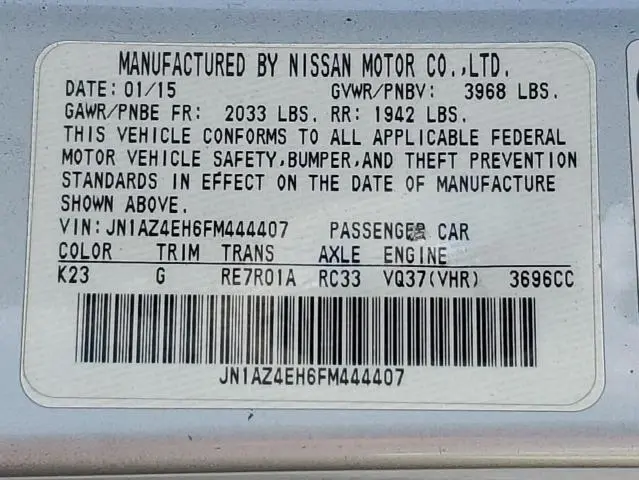 MANUFACTURED BY NISSAN MOTOR CO.,LTD.
DATE: 01/15 GVWR/PNBV: 3968 LBS.
GAWR/PNBE FR: 2033 LBS. RR: 1942 LBS.
THIS VEHICLE CONFORMS TO ALL APPLICABLE FEDERAL
MOTOR VEHICLE SAFETY,BUMPER,AND THEFT PREVENTION
STANDARDS IN EFFECT ON THE DATE OF MANUFACTURE
SHOWN ABOVE.
VIN:JN1AZ4EH6FM444407 PASSENGER CAR
COLOR TRIM TRANS AXLE ENGINE
K23 G RE7R01A RC33 VQ37(VHR) 3696CC
JN1AZ4EH6FM444407